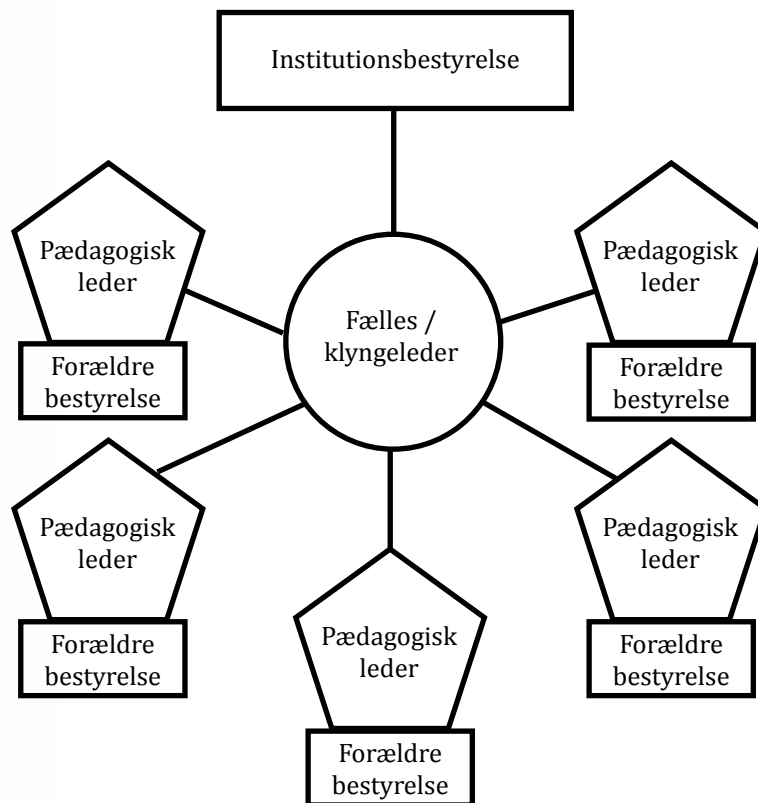 Institutionsbestyrelse
Pædagogisk
leder
Forældre
bestyrelse
Fælles /
klyngeleder
Pædagogisk
leder
Forældre
bestyrelse
Pædagogisk
leder
Forældre
bestyrelse
Pædagogisk
leder
Forældre
bestyrelse
Pædagogisk
leder
Forældre
bestyrelse